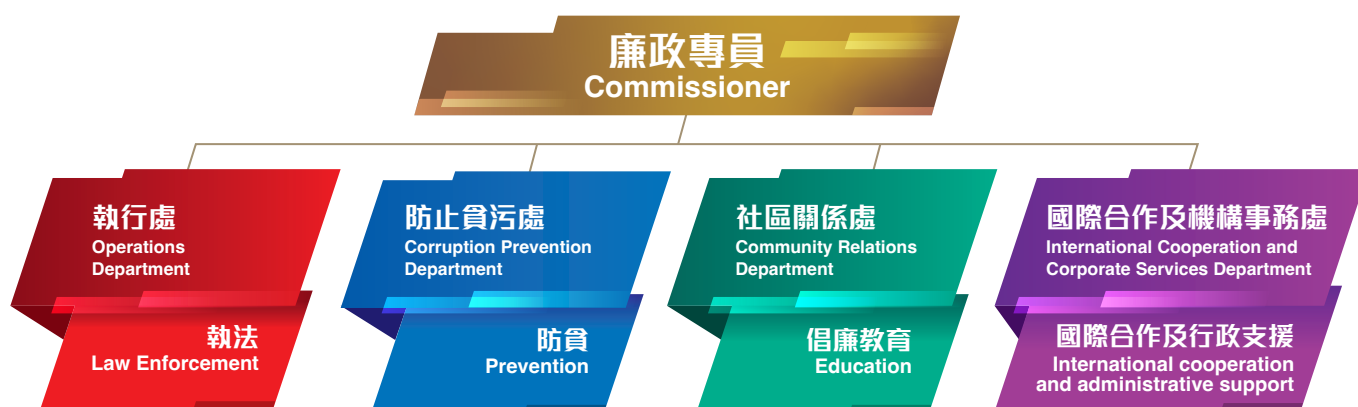 廉政專員
Commissioner
執行處
Operations
Department
執法
Law Enforcement
防止貪污處
Corruption Prevention
Department
防貪
Prevention
社區關係處
Community Relations
Department
倡廉教育
Education
國際合作及機構事務處
International Cooperation and
Corporate Services Department
國際合作及行政支援
International cooperation
and administrative support